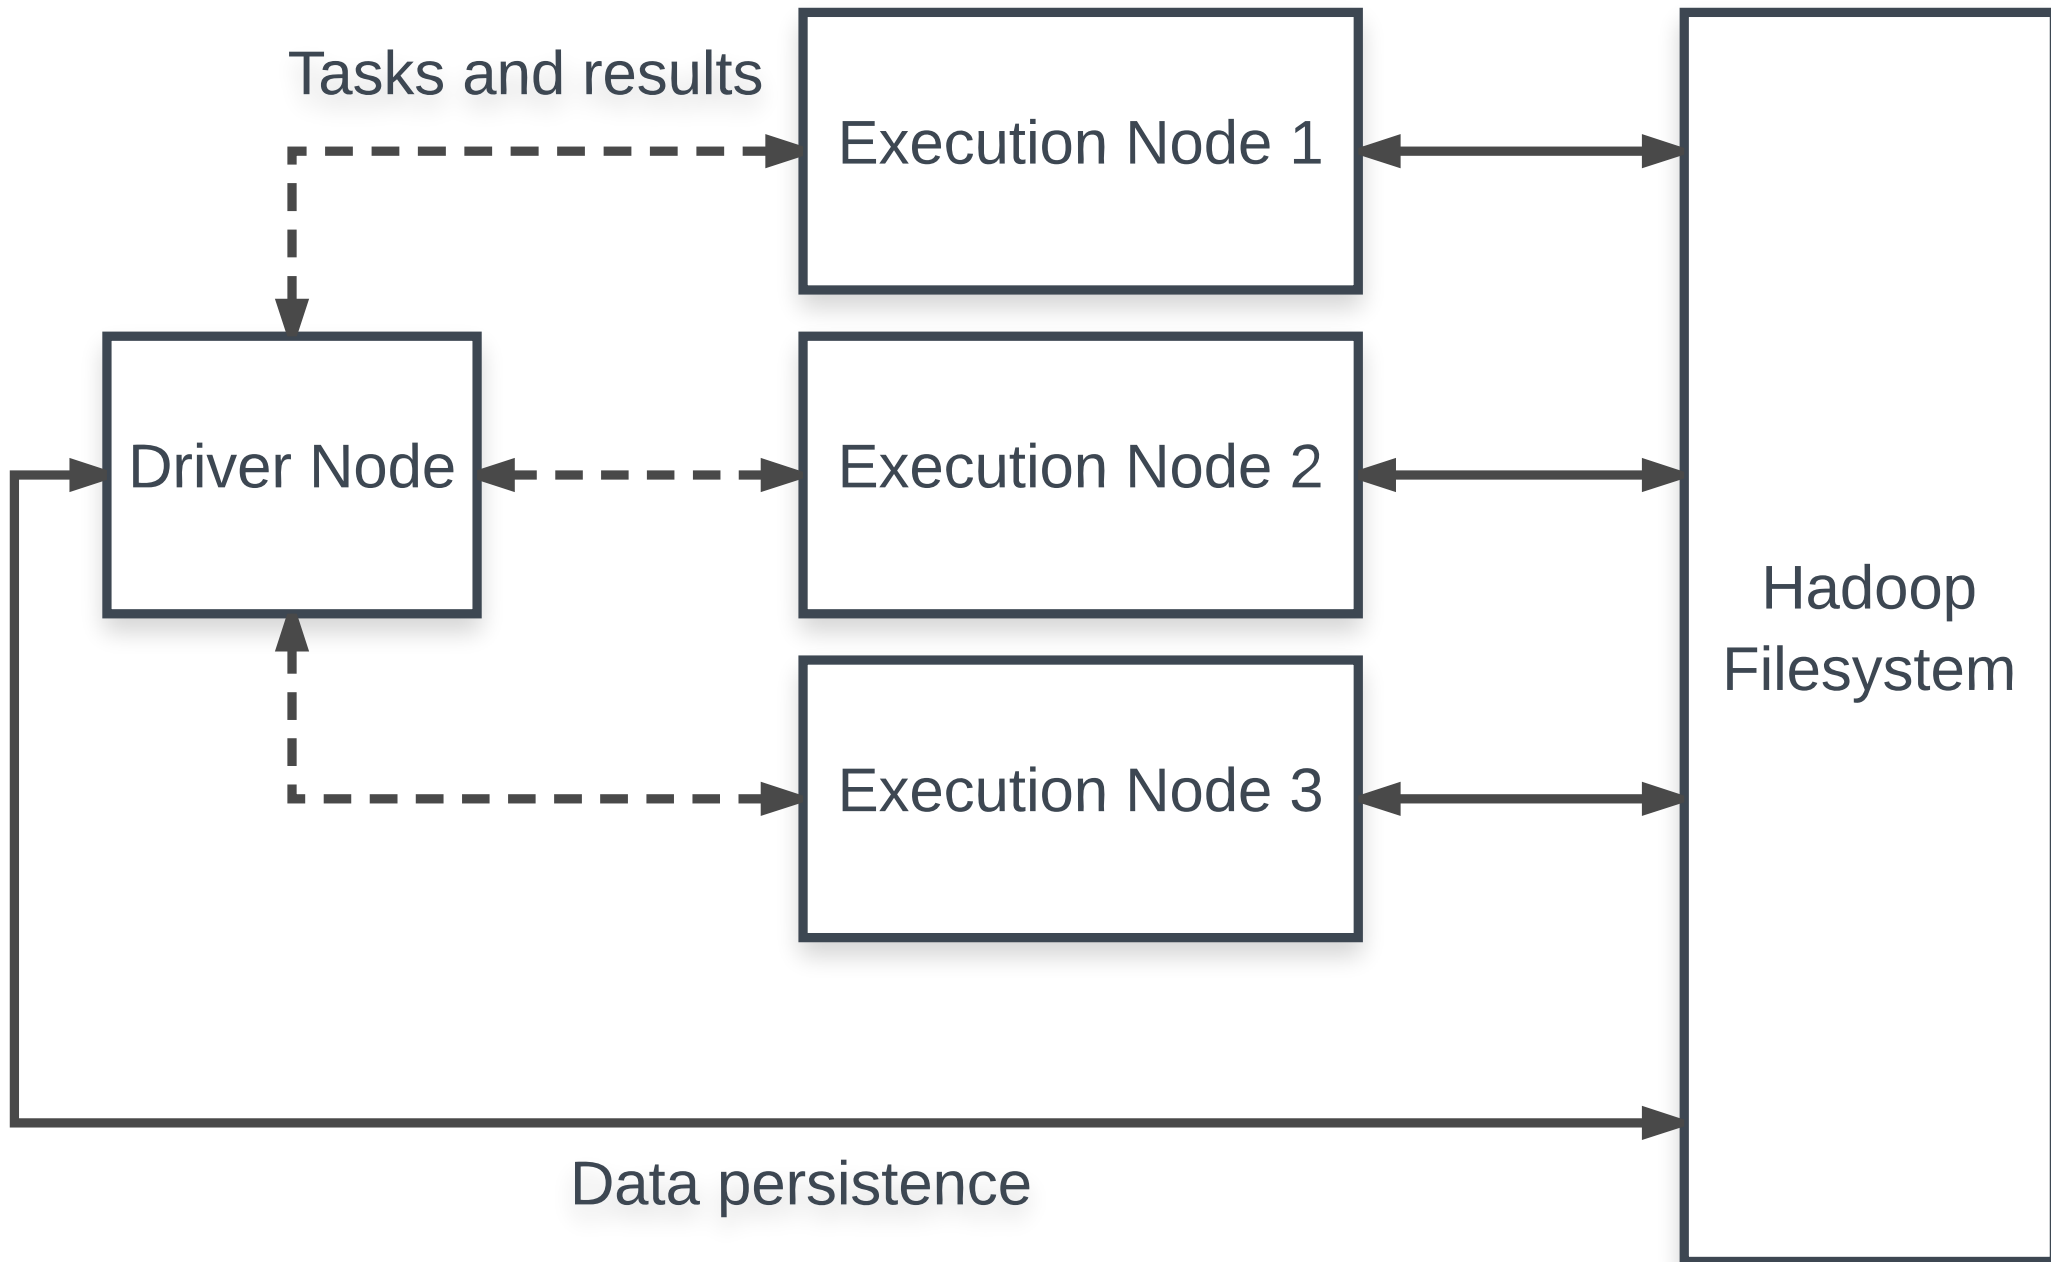 Tasks and results
Execution Node 1
Driver Node
Execution Node 2
Hadoop
Filesystem
Execution Node 3
Data persistence